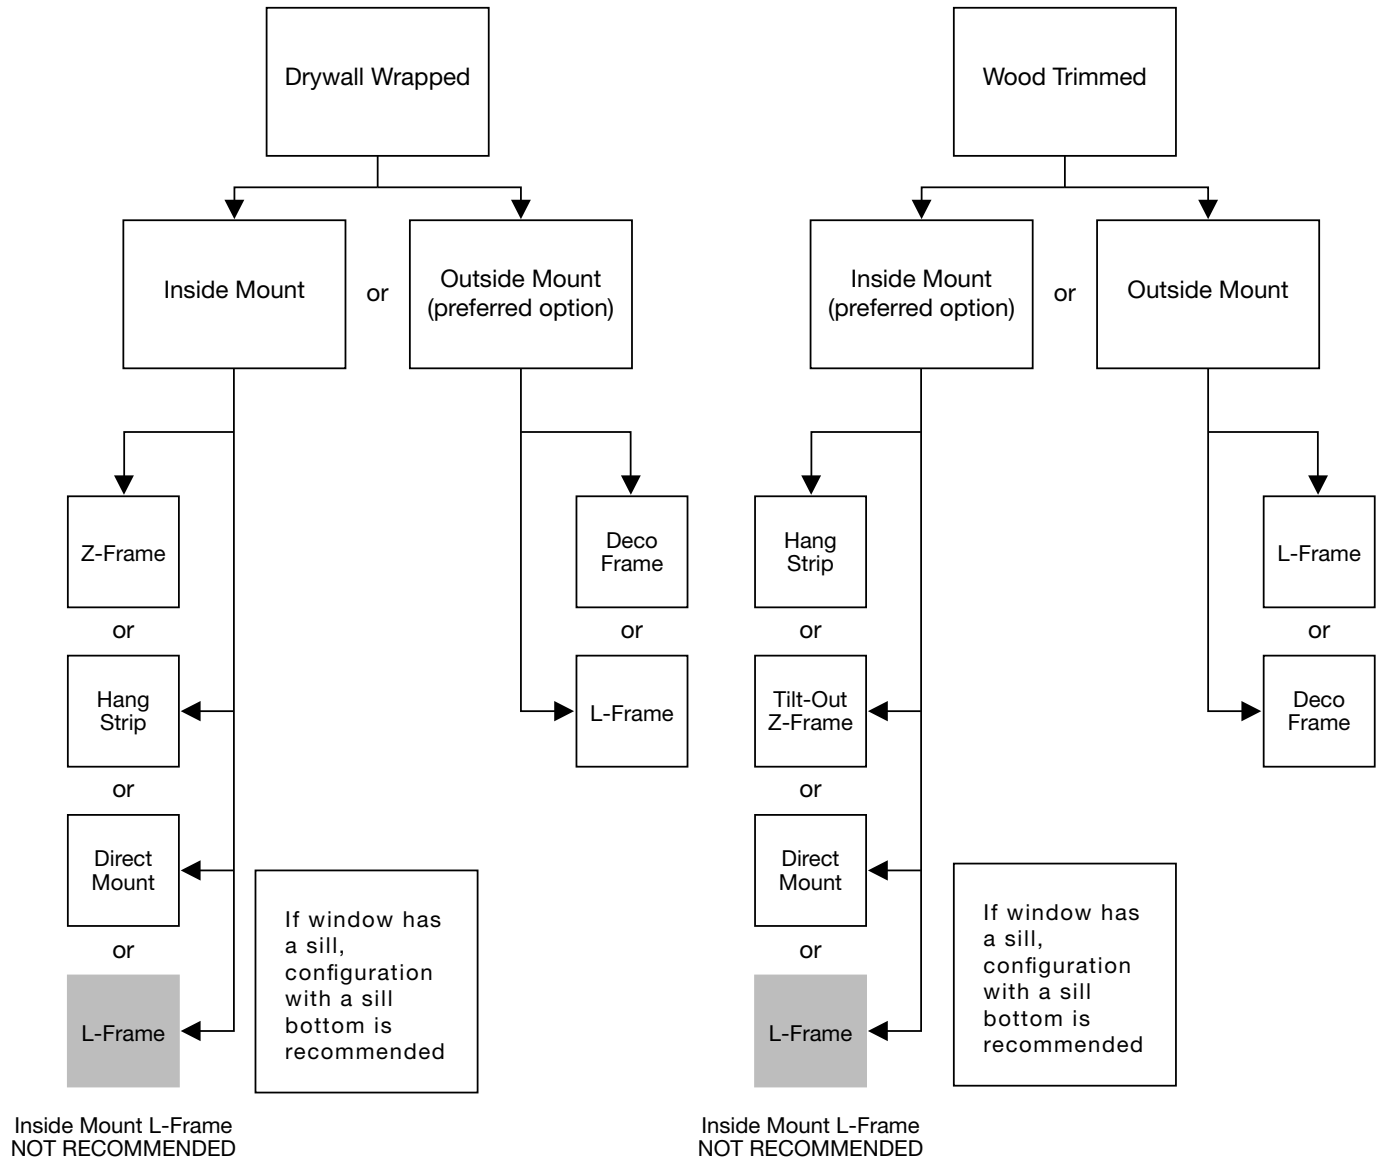 Drywall Wrapped
Inside Mount
or
Outside Mount
(preferred option)
Z-Frame
or
Hang
Strip
or
Direct
Mount
or
L-Frame
Inside Mount L-Frame
NOT RECOMMENDED
Deco
Frame
or
L-Frame
If window has
a sill,
configuration
with a sill
bottom is
recommended
Wood Trimmed
Inside Mount
(preferred option)
or
Outside Mount
Hang
Strip
or
Tilt-Out
Z-Frame
or
Direct
Mount
or
L-Frame
Inside Mount L-Frame
NOT RECOMMENDED
L-Frame
or
Deco
Frame
If window has
a sill,
configuration
with a sill
bottom is
recommended